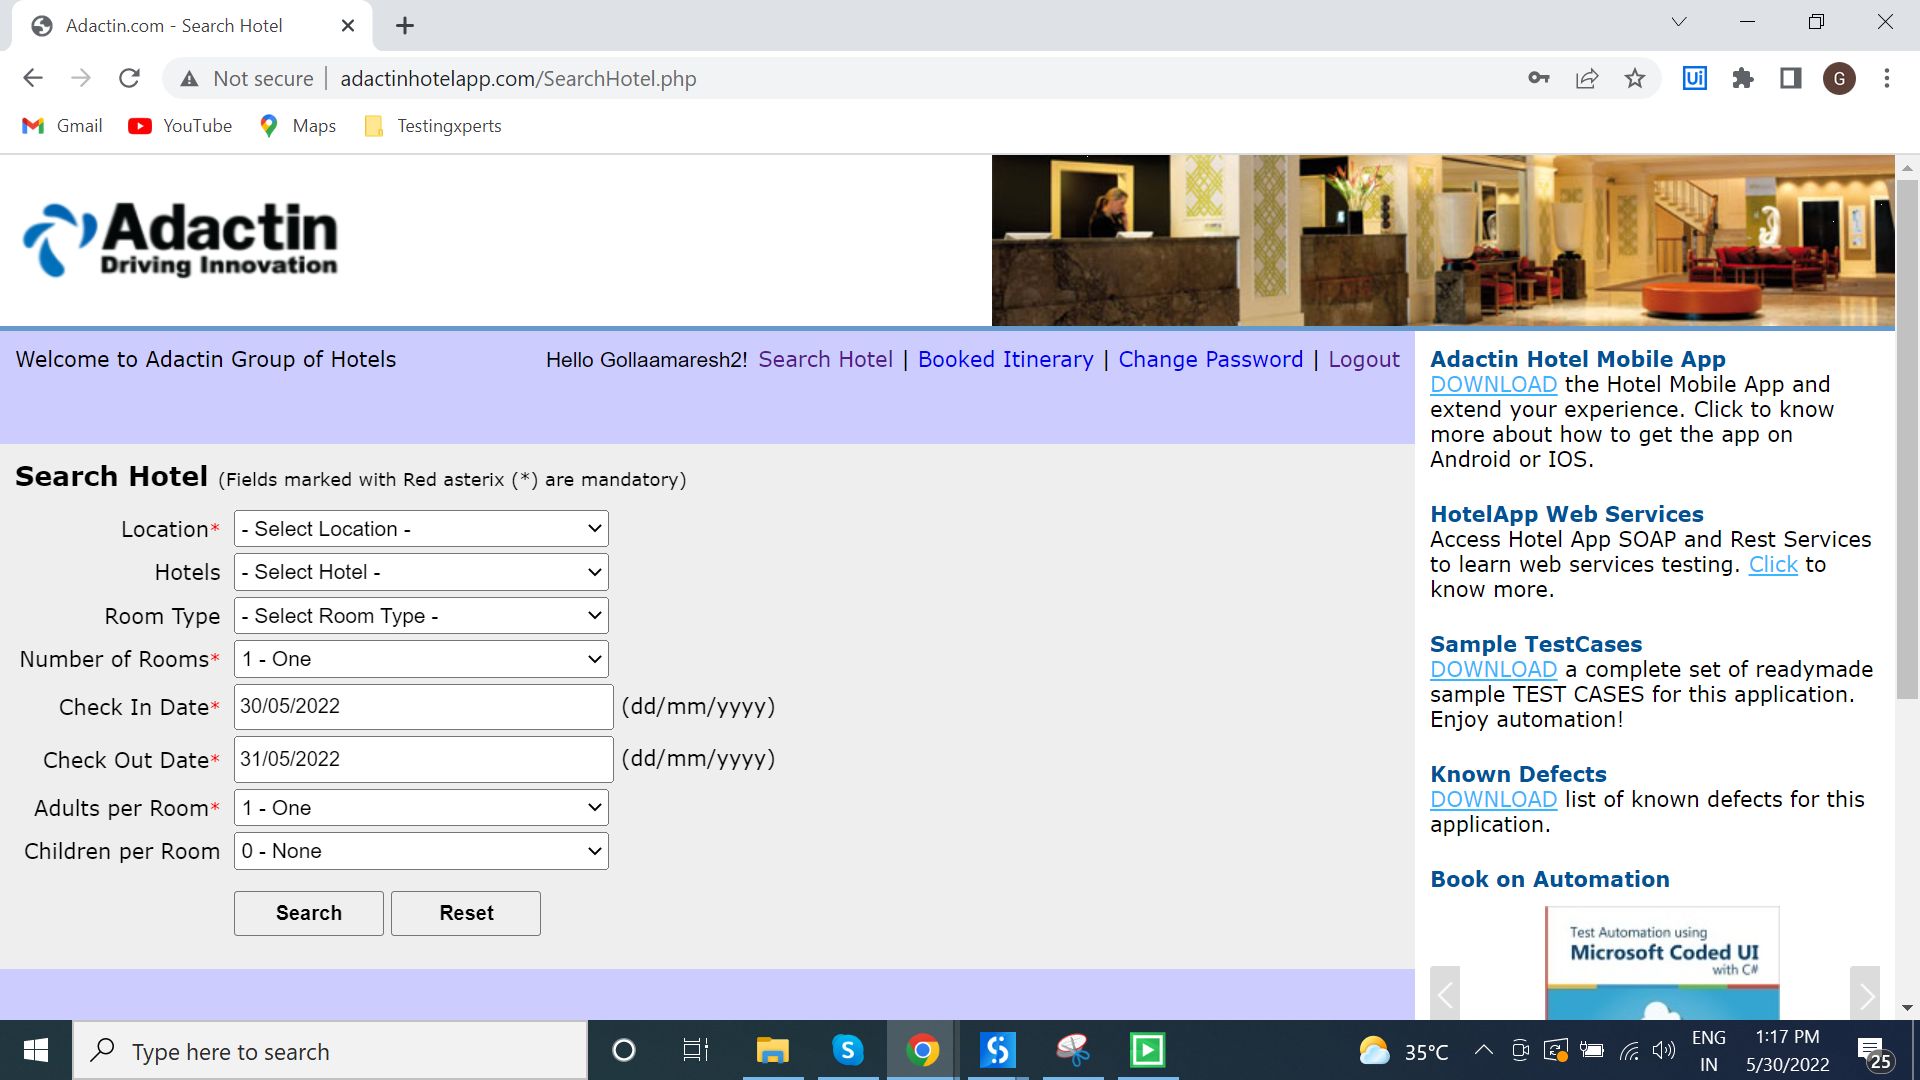 Adactin.com - Search Hotel
Not secure adactinhotelapp.com/SearchHotel.php
Ui
G
Gmail YouTube Maps Testingxperts
Adactin
Driving Innovation
Welcome to Adactin Group of Hotels
Hello Gollaamaresh2! Search Hotel | Booked Itinerary | Change Password | Logout
Search Hotel (Fields marked with Red asterix (*) are mandatory)
Location* - Select Location -
Hotels - Select Hotel -
Room Type - Select Room Type -
Number of Rooms* 1 - One
Check In Date* 30/05/2022 (dd/mm/yyyy)
Check Out Date* 31/05/2022 (dd/mm/yyyy)
Adults per Room* 1 - One
Children per Room 0 - None
Search Reset
Adactin Hotel Mobile App
DOWNLOAD the Hotel Mobile App and
extend your experience. Click to know
more about how to get the app on
Android or IOS.
HotelApp Web Services
Access Hotel App SOAP and Rest Services
to learn web services testing. Click to
know more.
Sample TestCases
DOWNLOAD a complete set of readymade
sample TEST CASES for this application.
Enjoy automation!
Known Defects
DOWNLOAD list of known defects for this
application.
Book on Automation
Test Automation using
Microsoft Coded UI
with C#
Type here to search
35°C
ENG
IN
1:17 PM
5/30/2022
25